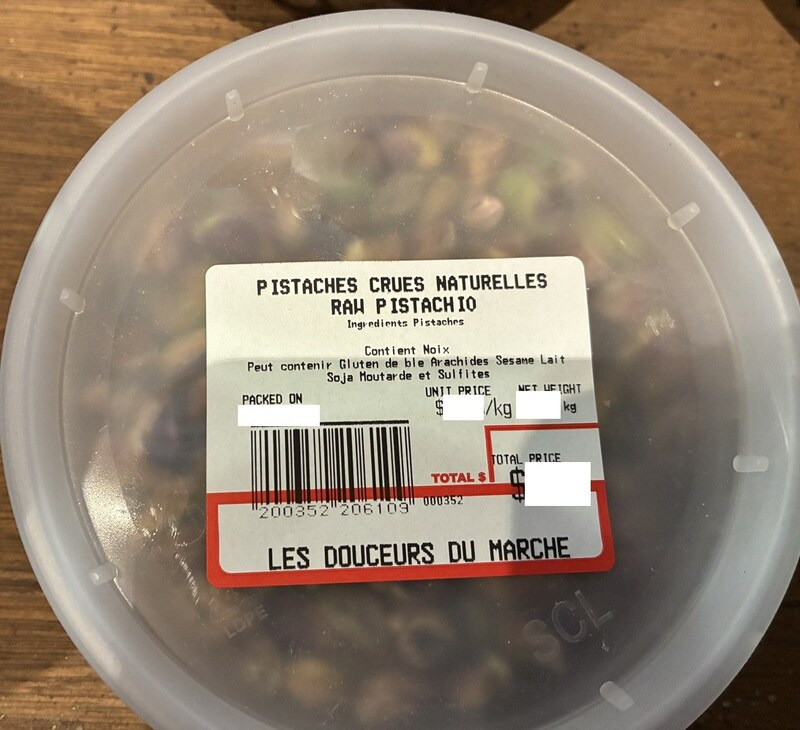 PISTACHES CRUES NATURELLES
RAW PISTACHIO
Ingredients Pistaches
Contient Noix
Peut contenir Gluten de ble Arachides Sesame Lait
Soja Moutarde et Sulfites
PACKED ON
UNIT PRICE
NET WEIGHT
$ /kg
kg
TOTAL PRICE
TOTAL $
$
200352 206109
000352
LES DOUCEURS DU MARCHE
LDPE
SCL